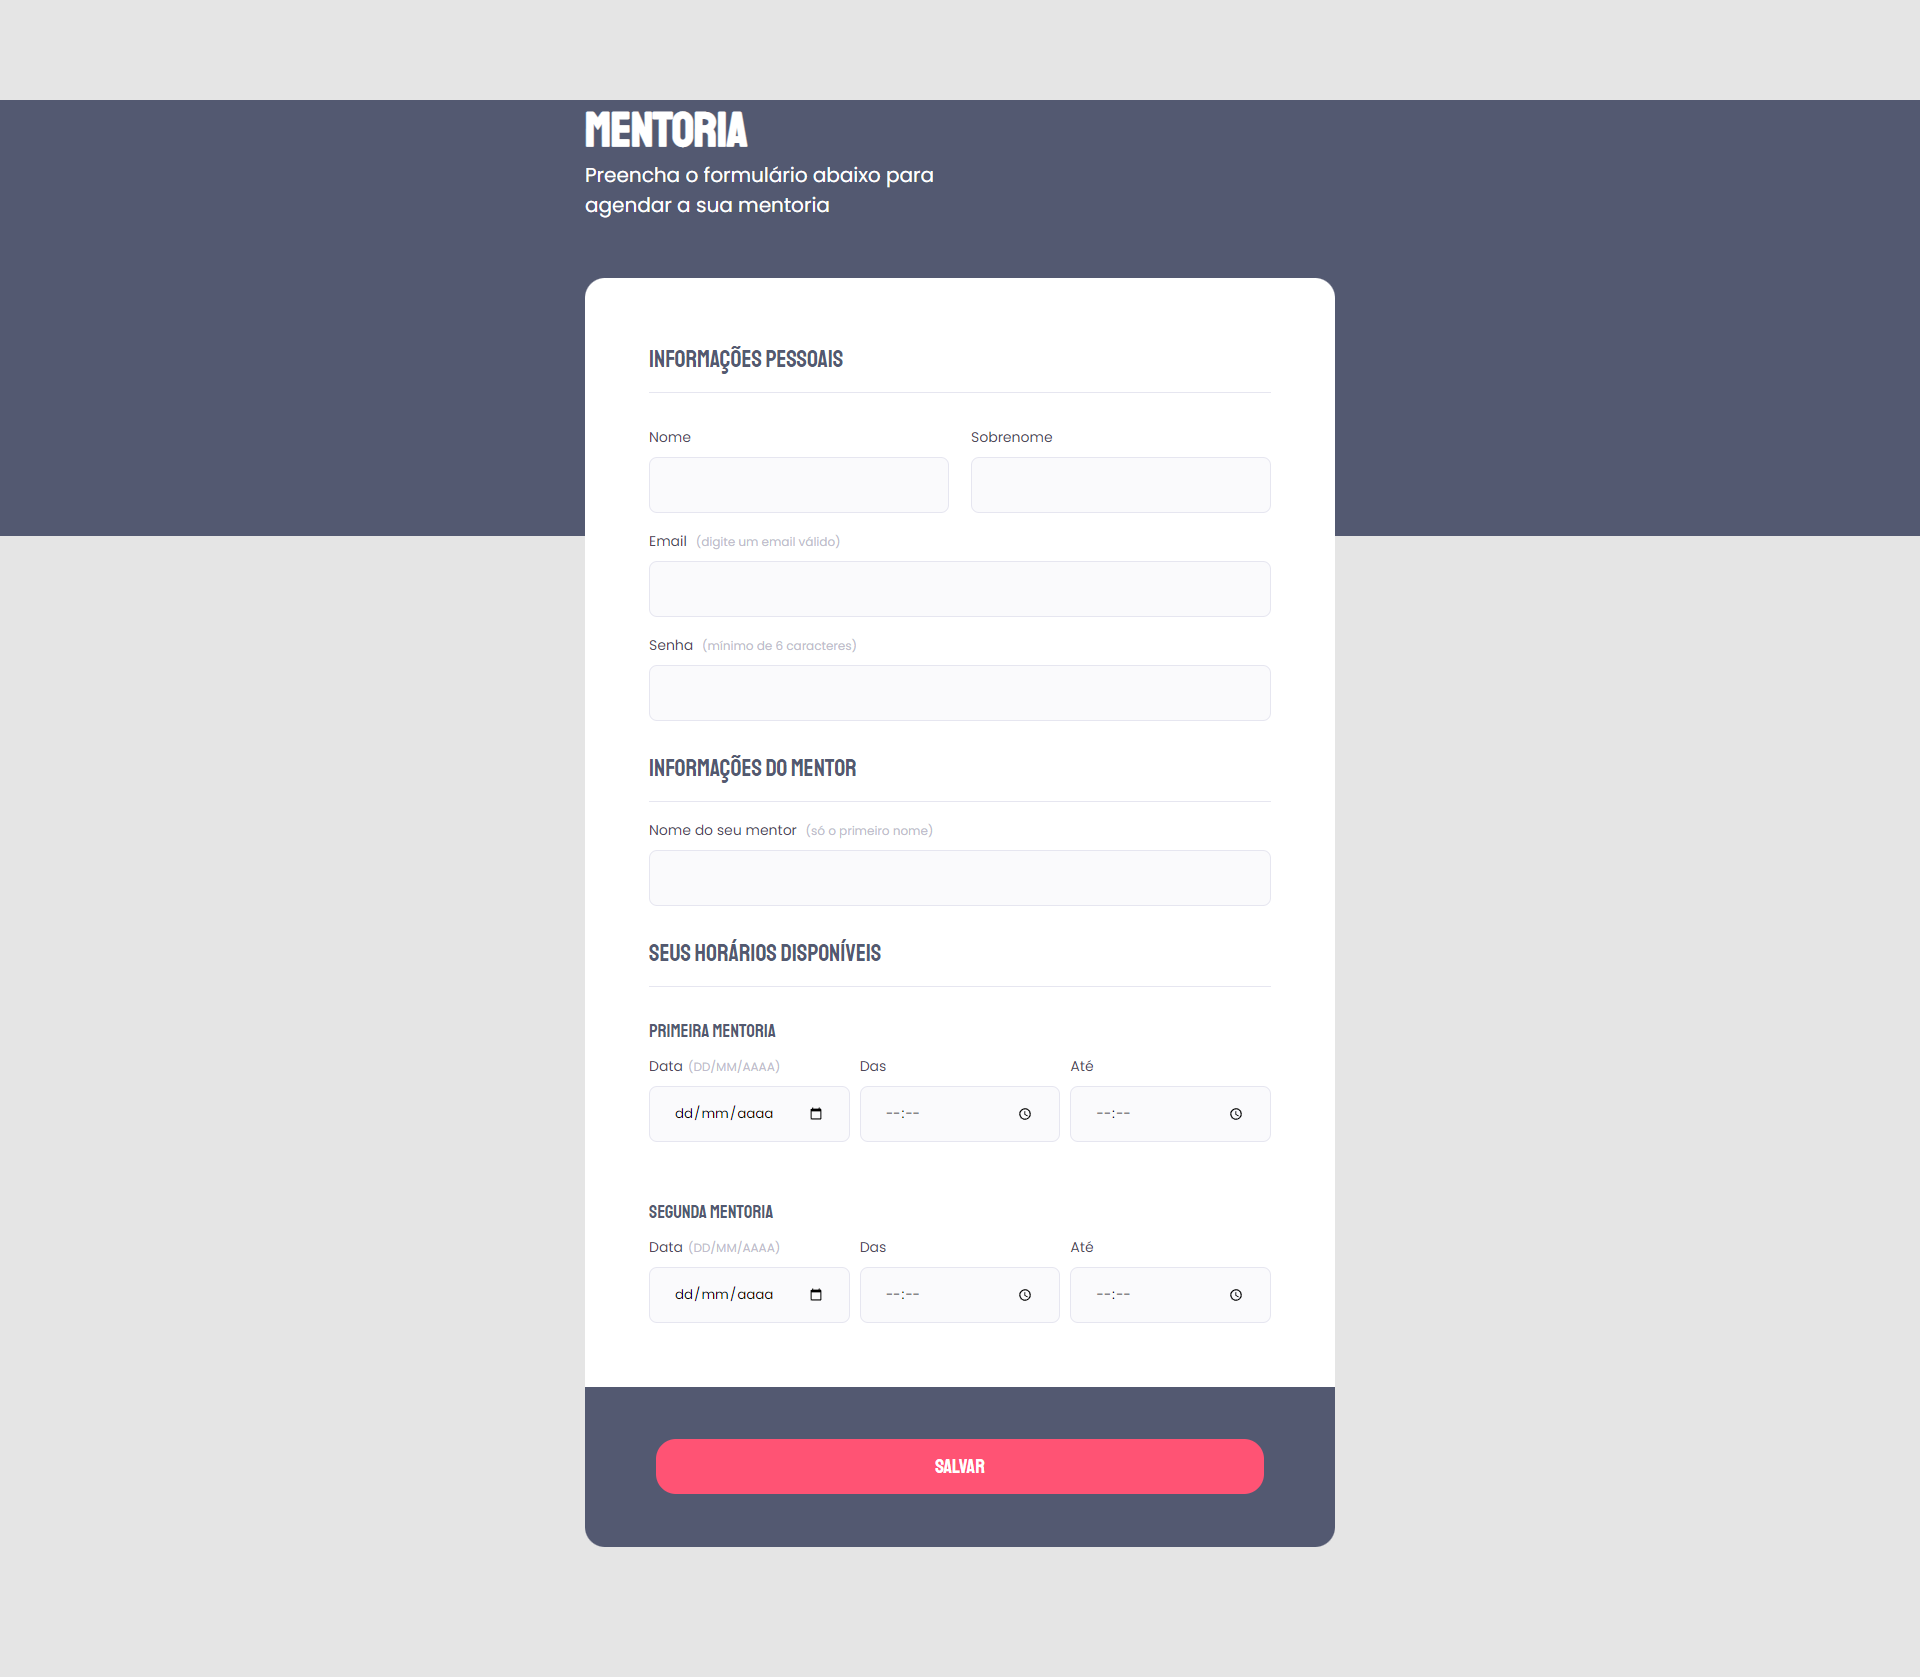 MENTORIA
Preencha o formulário abaixo para
agendar a sua mentoria
INFORMAÇÕES PESSOAIS
Nome Sobrenome
Email (digite um email válido)
Senha (mínimo de 6 caracteres)
INFORMAÇÕES DO MENTOR
Nome do seu mentor (só o primeiro nome)
SEUS HORÁRIOS DISPONÍVEIS
PRIMEIRA MENTORIA
Data (DD/MM/AAAA) Das Até
dd/mm/aaaa --:-- --:--
SEGUNDA MENTORIA
Data (DD/MM/AAAA) Das Até
dd/mm/aaaa --:-- --:--
SALVAR